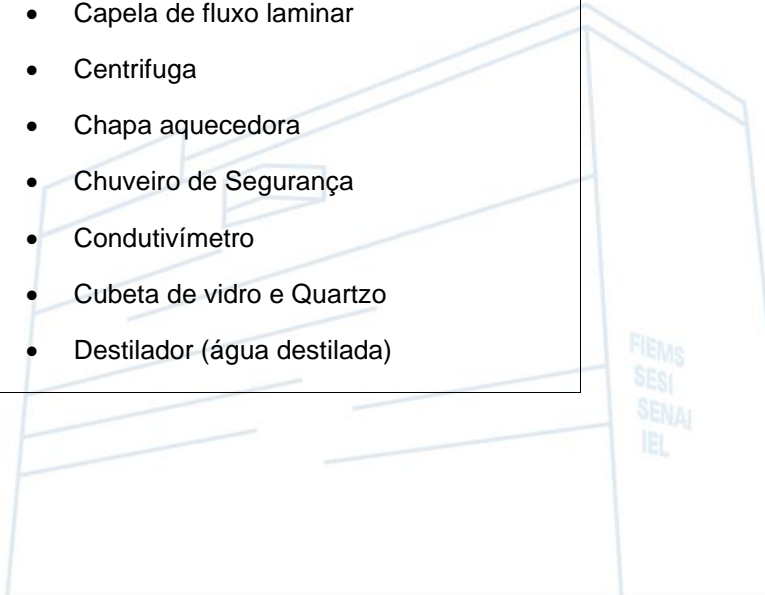 • Capela de fluxo laminar
• Centrifuga
• Chapa aquecedora
• Chuveiro de Segurança
• Condutivímetro
• Cubeta de vidro e Quartzo
• Destilador (água destilada)
FIEMS
SESI
SENAI
IEL